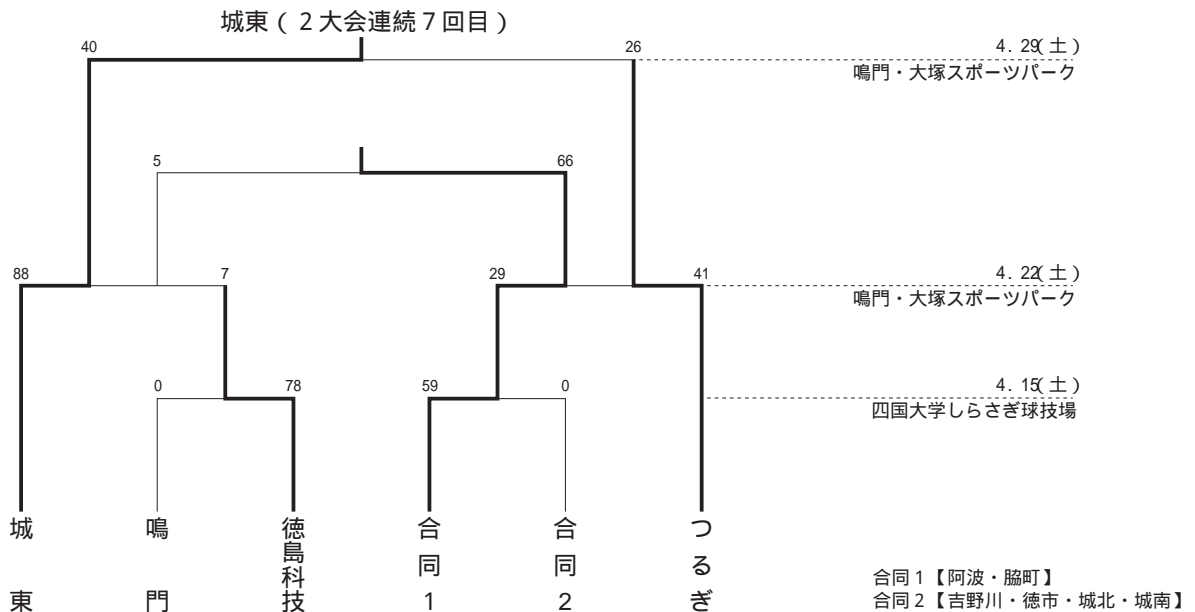 城東（２大会連続７回目）
40
26
4. 29(土)
鳴門・大塚スポーツパーク
5
66
88
7
29
41
4. 22(土)
鳴門・大塚スポーツパーク
0
78
59
0
4. 15(土)
四国大学しらさぎ球技場
城東
鳴門
徳島科技
合同１
合同２
つるぎ
合同１【阿波・脇町】
合同２【吉野川・徳市・城北・城南】